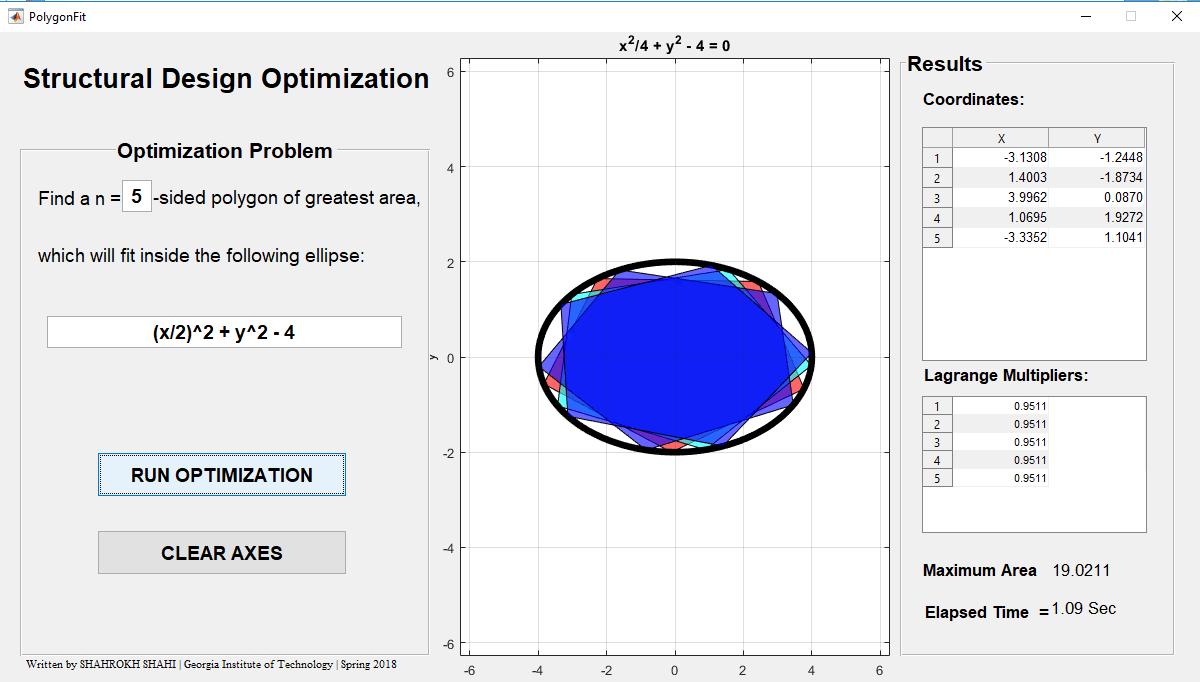 PolygonFit
Structural Design Optimization
Optimization Problem
Find a n = 5 -sided polygon of greatest area,
which will fit inside the following ellipse:
(x/2)^2 + y^2 - 4
RUN OPTIMIZATION
CLEAR AXES
Written by SHAHROKH SHAHI | Georgia Institute of Technology | Spring 2018
x²/4 + y² - 4 = 0
y
6
4
2
0
-2
-4
-6
-6 -4 -2 0 2 4 6
Results
Coordinates:
X Y
1 -3.1308 -1.2448
2 1.4003 -1.8734
3 3.9962 0.0870
4 1.0695 1.9272
5 -3.3352 1.1041
Lagrange Multipliers:
1 0.9511
2 0.9511
3 0.9511
4 0.9511
5 0.9511
Maximum Area 19.0211
Elapsed Time = 1.09 Sec